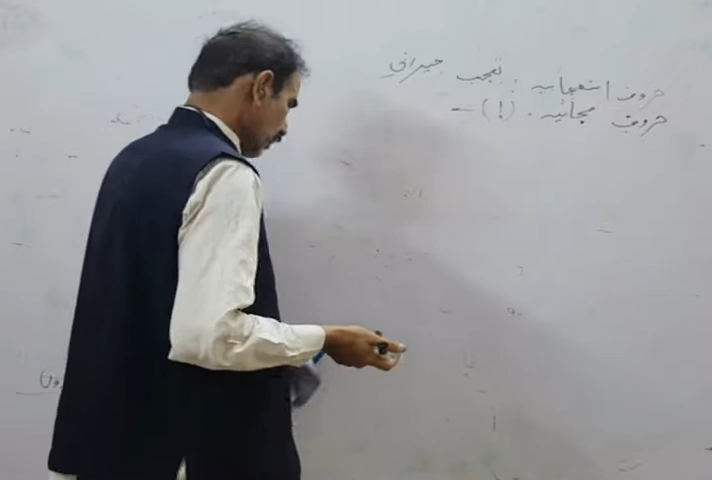 حروف استعجابیہ : تعجب حیرانی
حروف فجائیہ . (!) -